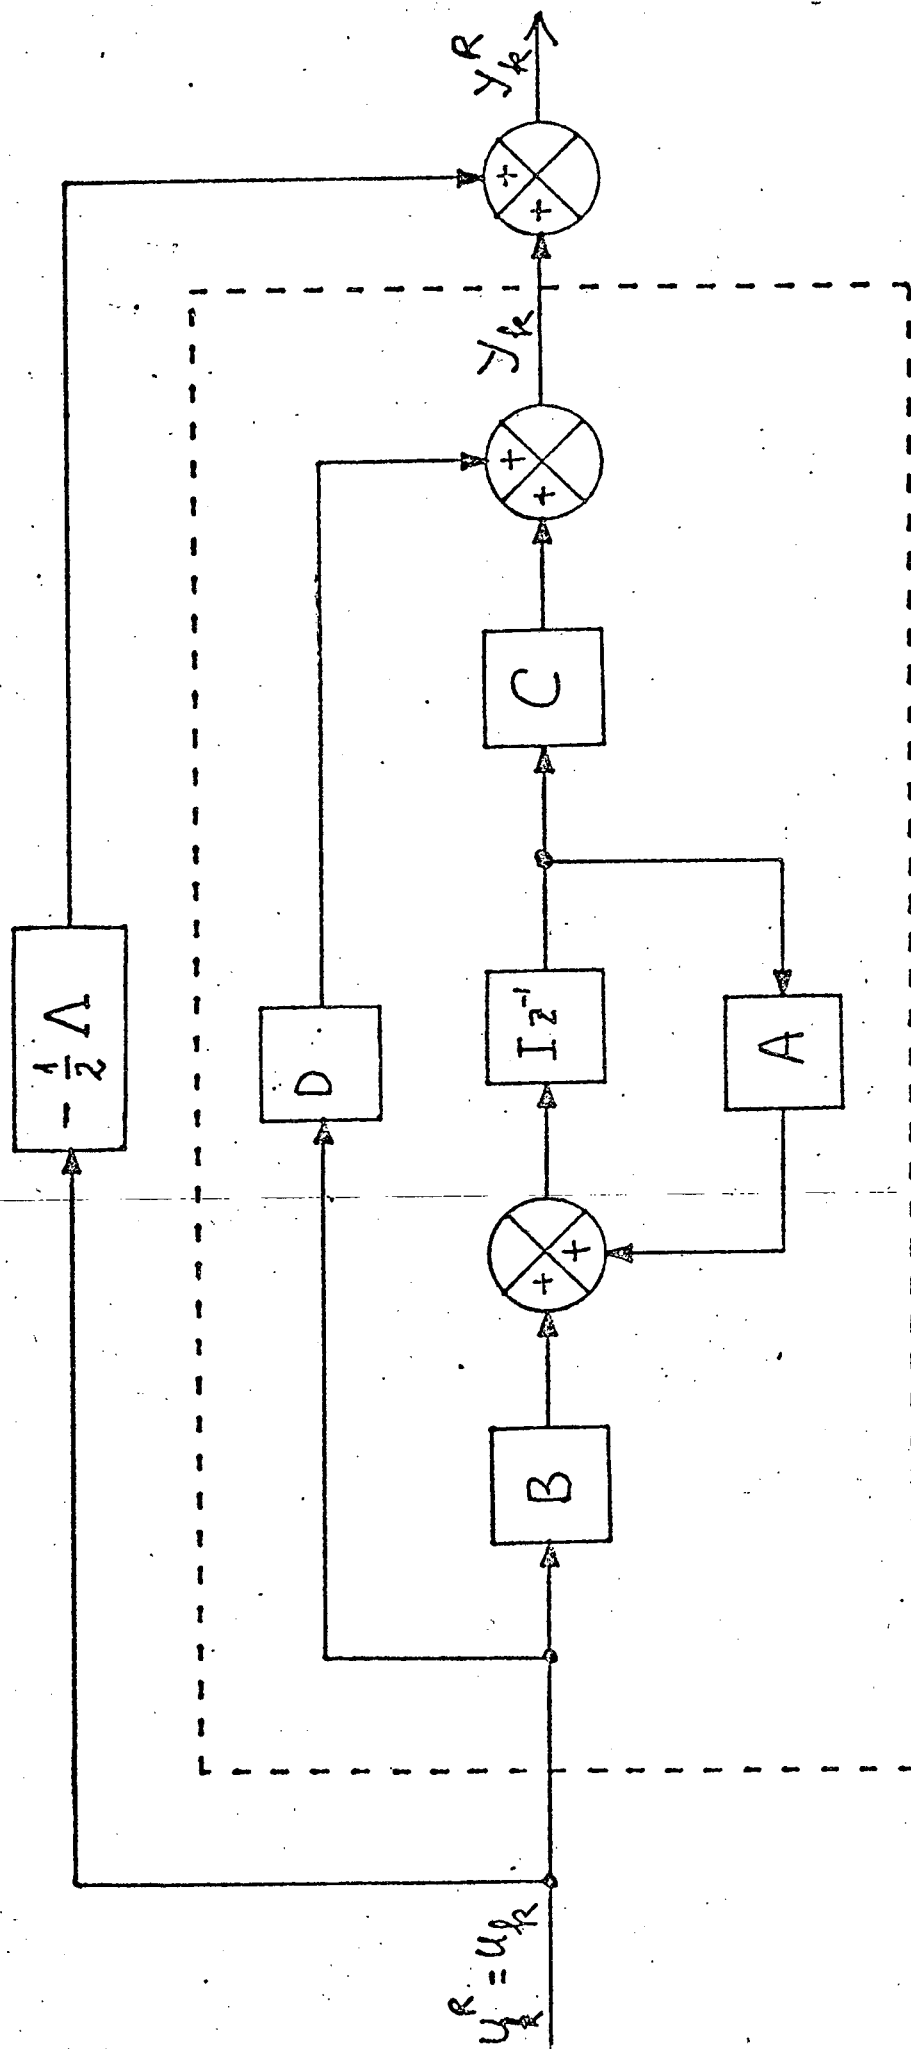 u_k^R = u_k
- 1/2 Λ
D
B
+ +
I z^-1
A
C
+ +
y_k
+ +
y_k^R